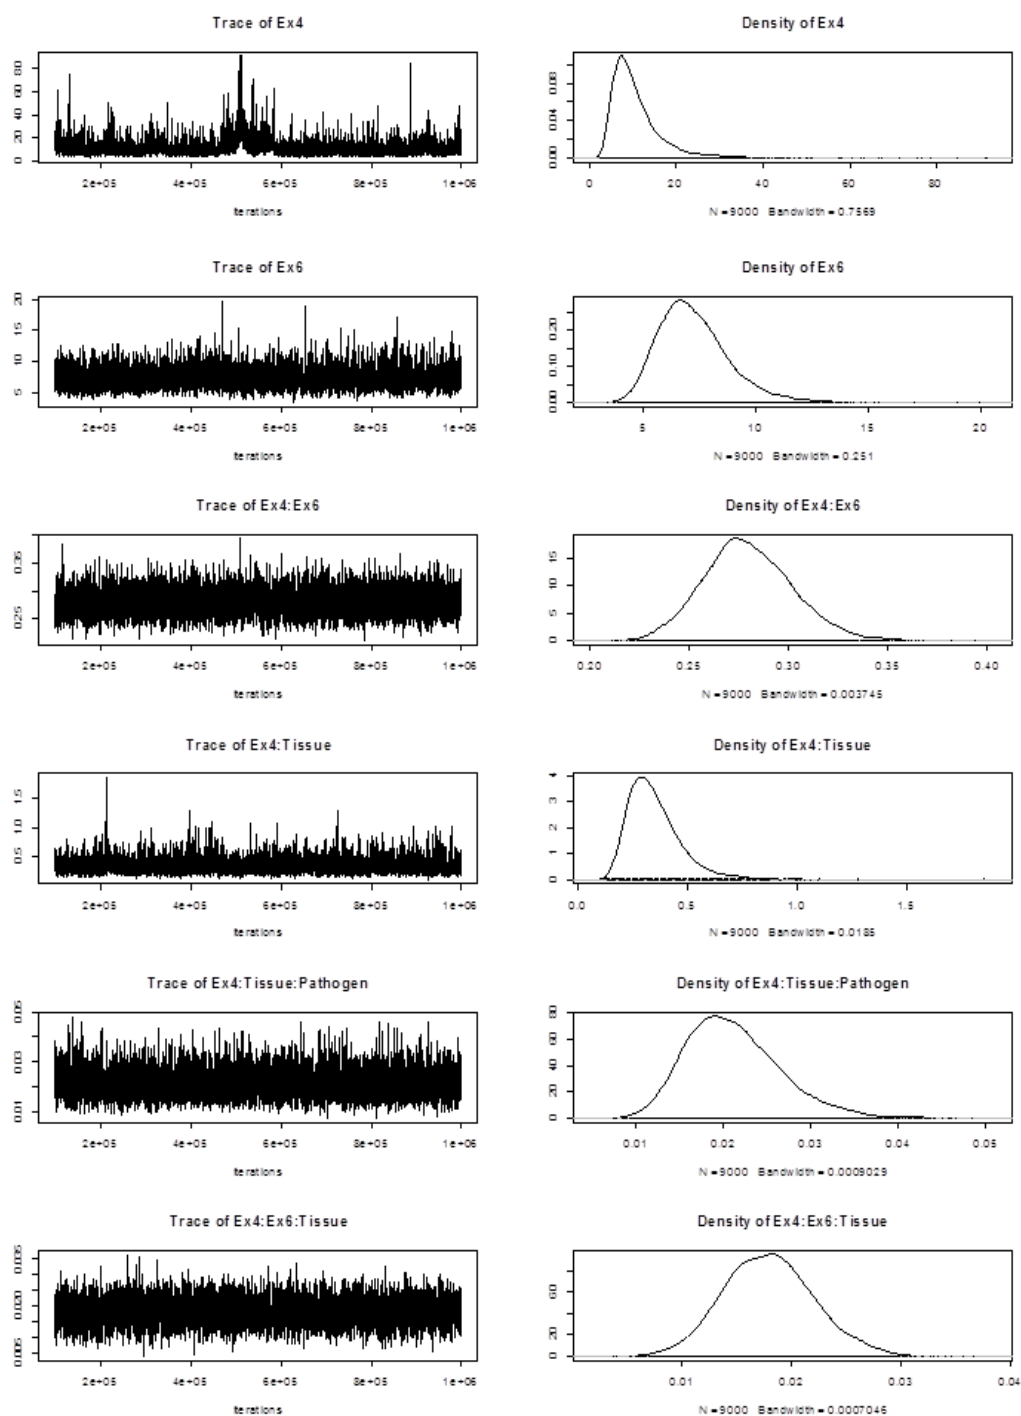 Trace of Ex4
Density of Ex4
80
60
40
20
0
0.08
0.04
0.00
2e+05 4e+05 6e+05 8e+05 1e+06
0 20 40 60 80
Iterations
N = 9000 Bandwidth = 0.7569
Trace of Ex6
Density of Ex6
20
15
10
5
0.20
0.10
0.00
2e+05 4e+05 6e+05 8e+05 1e+06
5 10 15 20
Iterations
N = 9000 Bandwidth = 0.251
Trace of Ex4:Ex6
Density of Ex4:Ex6
0.35
0.25
15
10
5
0
2e+05 4e+05 6e+05 8e+05 1e+06
0.20 0.25 0.30 0.35 0.40
Iterations
N = 9000 Bandwidth = 0.003745
Trace of Ex4:Tissue
Density of Ex4:Tissue
1.5
1.0
0.5
4
3
2
1
0
2e+05 4e+05 6e+05 8e+05 1e+06
0.0 0.5 1.0 1.5
Iterations
N = 9000 Bandwidth = 0.0185
Trace of Ex4:Tissue:Pathogen
Density of Ex4:Tissue:Pathogen
0.05
0.03
0.01
80
60
40
20
0
2e+05 4e+05 6e+05 8e+05 1e+06
0.01 0.02 0.03 0.04 0.05
Iterations
N = 9000 Bandwidth = 0.0009029
Trace of Ex4:Ex6:Tissue
Density of Ex4:Ex6:Tissue
0.035
0.020
0.005
60
20
0
2e+05 4e+05 6e+05 8e+05 1e+06
0.01 0.02 0.03 0.04
Iterations
N = 9000 Bandwidth = 0.0007046